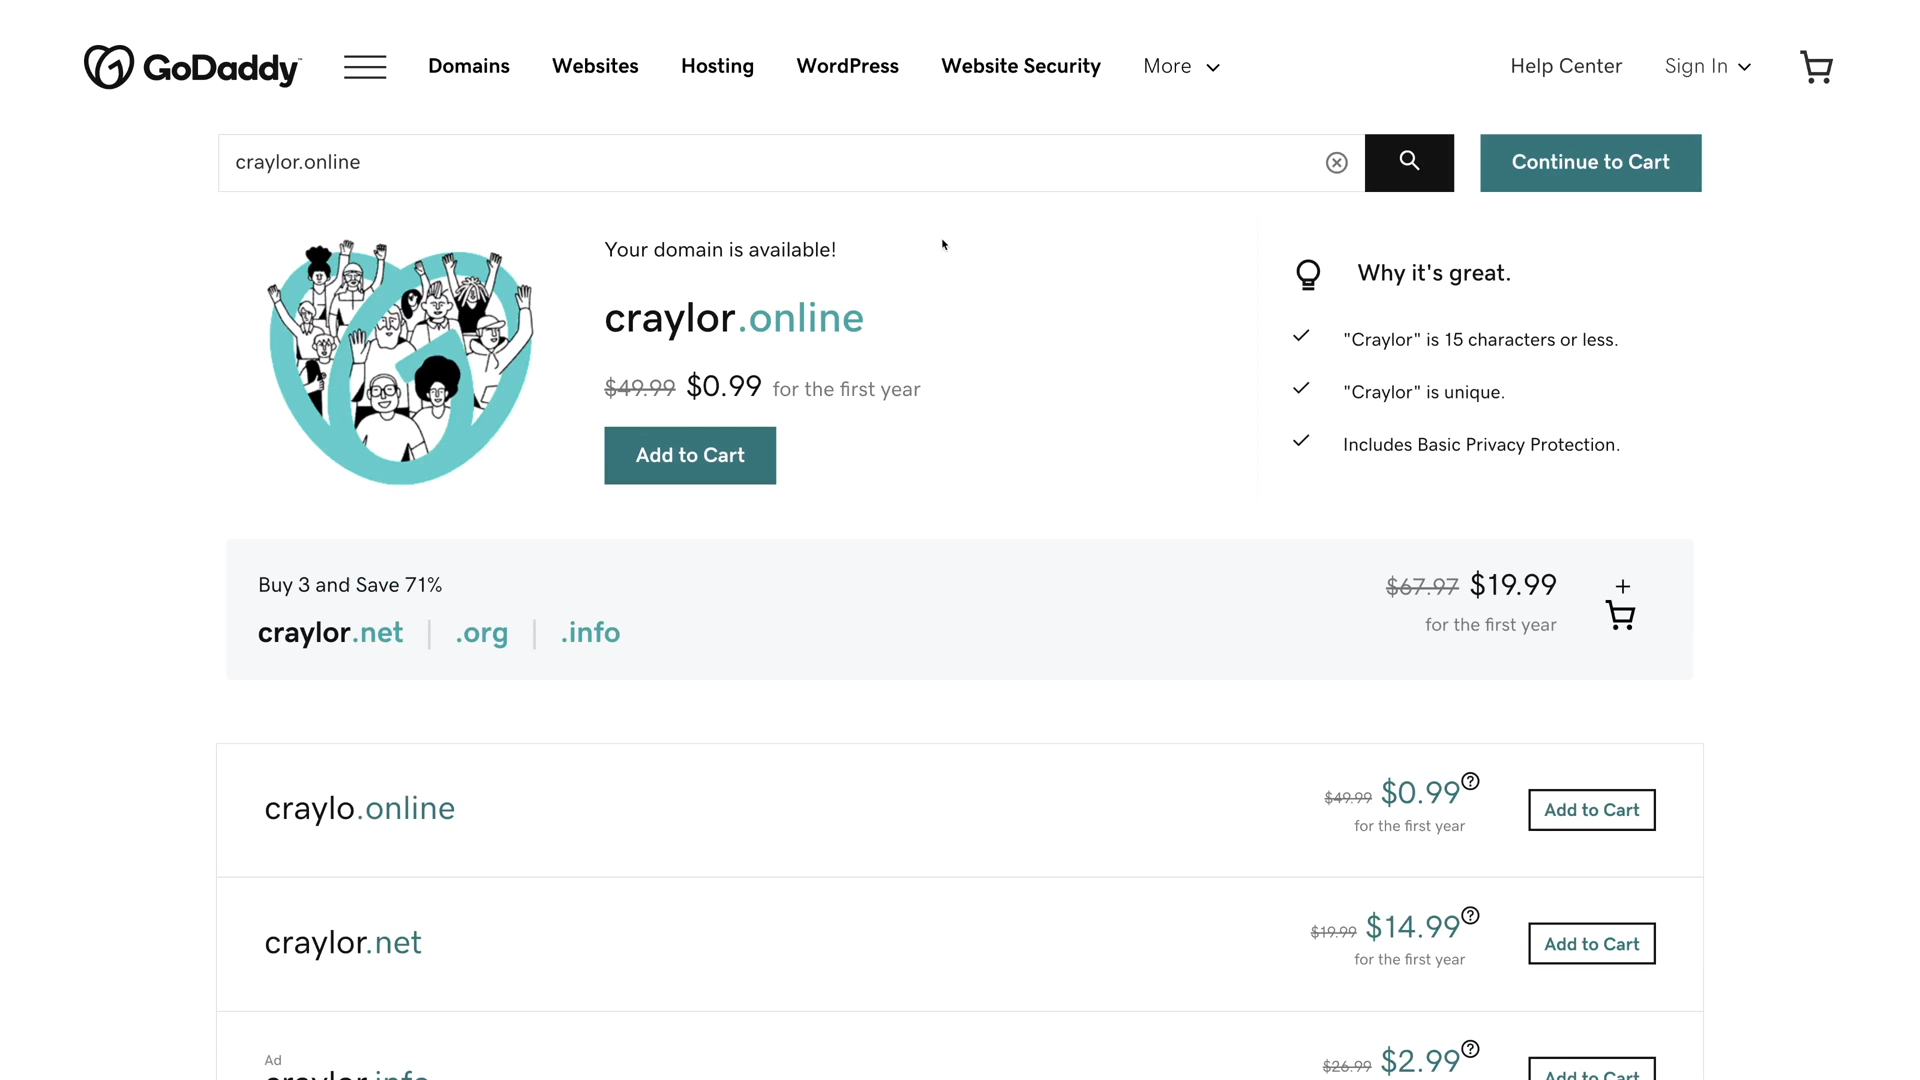 GoDaddy Domains Websites Hosting WordPress Website Security More Help Center Sign In
craylor.online Continue to Cart
Your domain is available!
craylor.online
$49.99 $0.99 for the first year
Add to Cart
Why it's great.
"Craylor" is 15 characters or less.
"Craylor" is unique.
Includes Basic Privacy Protection.
Buy 3 and Save 71%
craylor.net | .org | .info
$67.97 $19.99
for the first year
craylo.online
$49.99 $0.99
for the first year
Add to Cart
craylor.net
$19.99 $14.99
for the first year
Add to Cart
Ad
craylor.info
$26.99 $2.99
Add to Cart